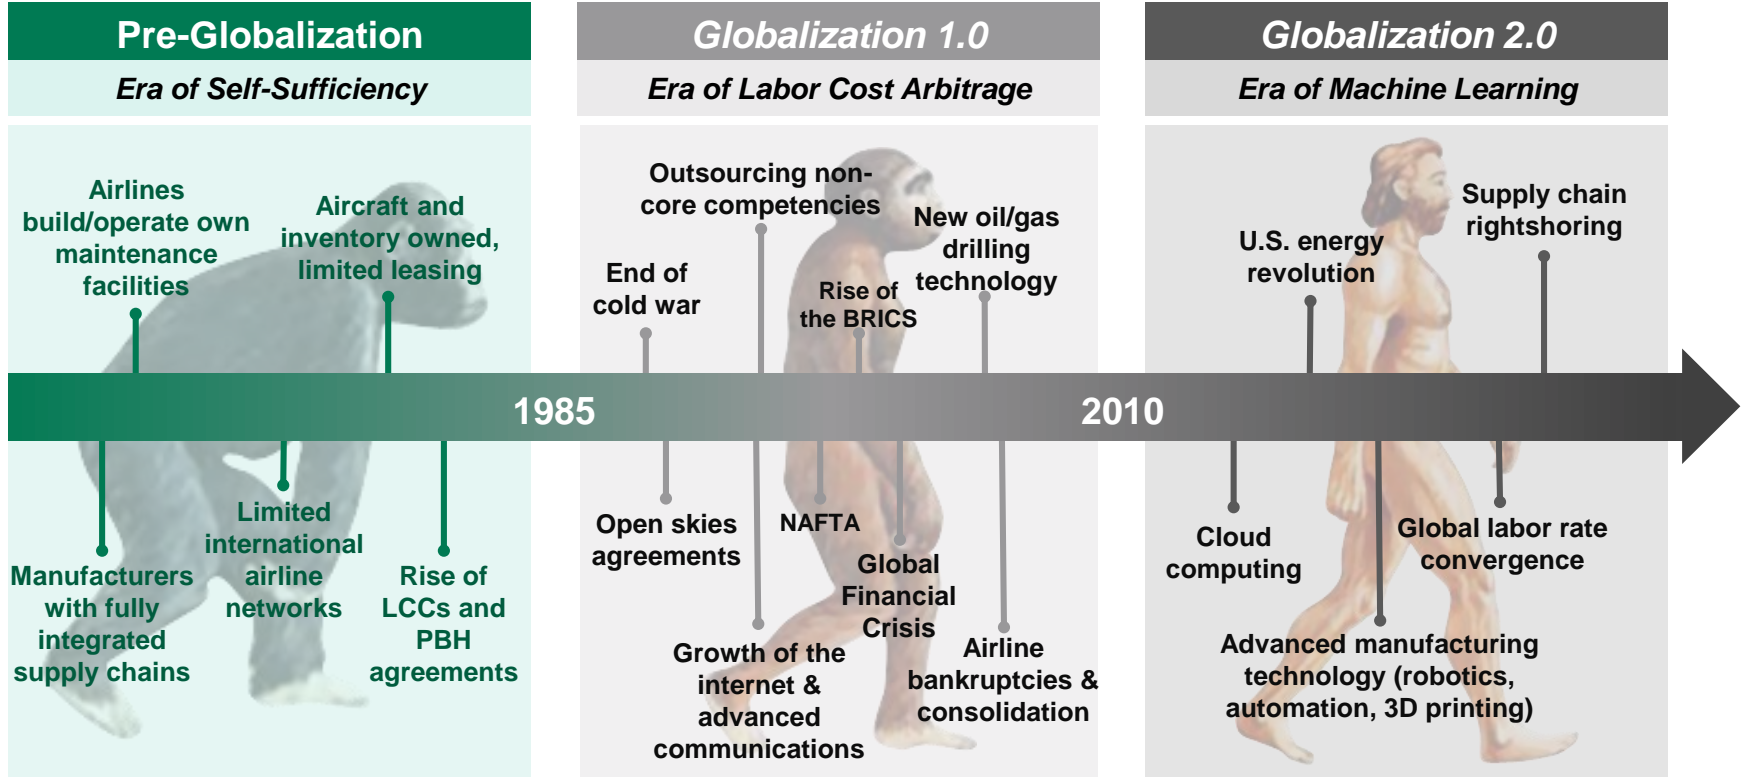 Pre-Globalization
Era of Self-Sufficiency
Globalization 1.0
Era of Labor Cost Arbitrage
Globalization 2.0
Era of Machine Learning
Airlines
build/operate own
maintenance
facilities
Aircraft and
inventory owned,
limited leasing
End of
cold war
Outsourcing non-
core competencies
Rise of
the BRICS
New oil/gas
drilling
technology
U.S. energy
revolution
Supply chain
rightshoring
1985
2010
Manufacturers
with fully
integrated
supply chains
Limited
international
airline
networks
Rise of
LCCs and
PBH
agreements
Open skies
agreements
Growth of the
internet &
advanced
communications
NAFTA
Global
Financial
Crisis
Airline
bankruptcies &
consolidation
Cloud
computing
Advanced manufacturing
technology (robotics,
automation, 3D printing)
Global labor rate
convergence